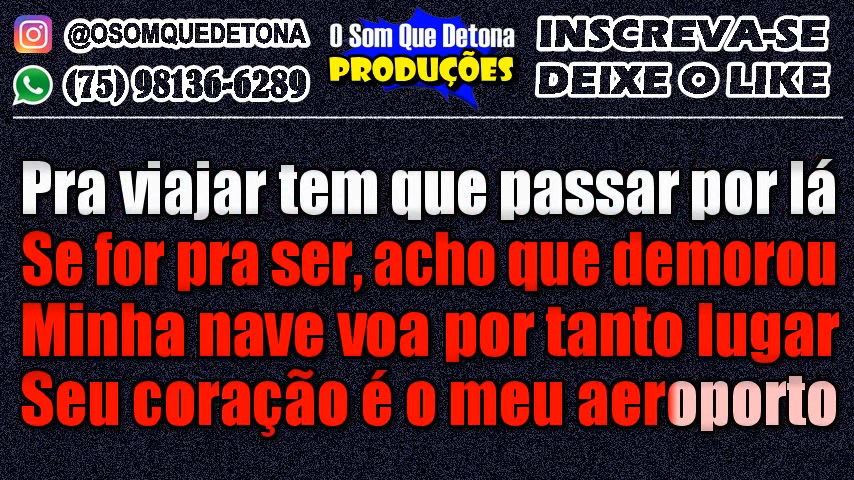 @OSOMQUEDETONA
(75) 98136-6289
O Som Que Detona
PRODUÇÕES
INSCREVA-SE
DEIXE O LIKE
Pra viajar tem que passar por lá
Se for pra ser, acho que demorou
Minha nave voa por tanto lugar
Seu coração é o meu aeroporto